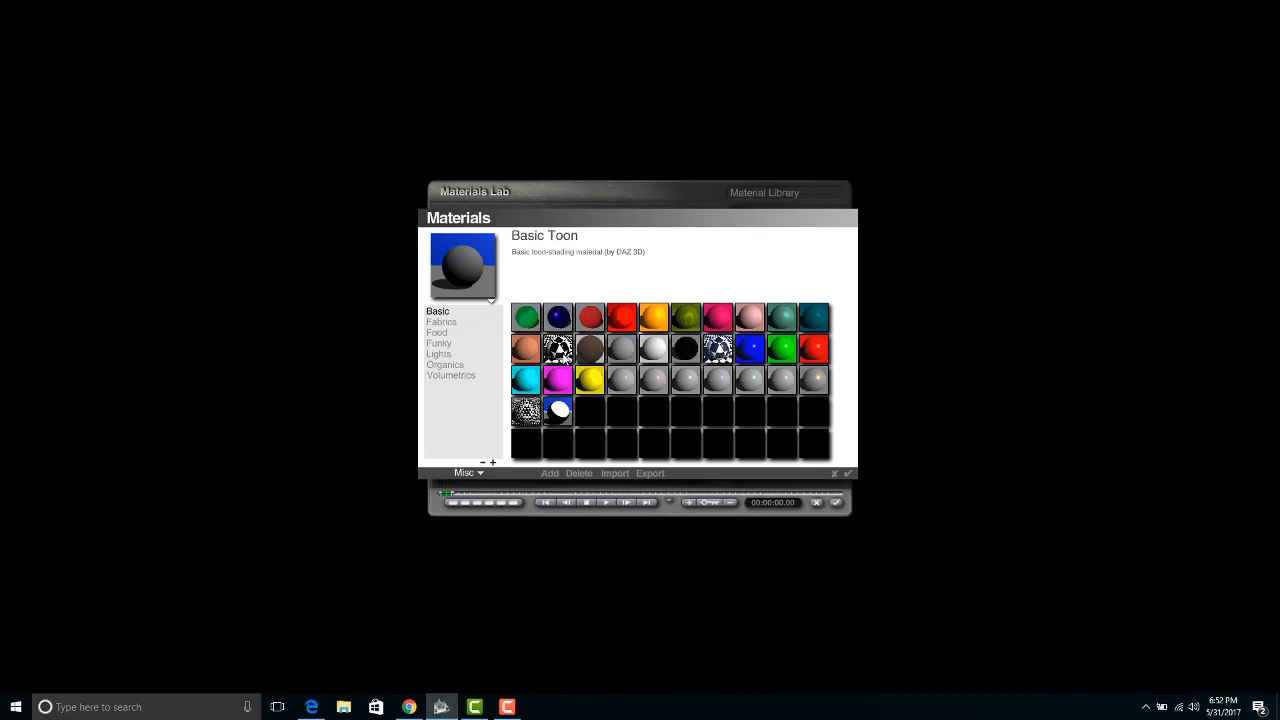 Materials Lab
Material Library
Materials
Basic Toon
Basic toon-shading material (by DAZ 3D)
Basic
Fabrics
Food
Funky
Lights
Organics
Volumetrics
Misc
Add Delete Import Export
00:00:00.00
Type here to search
6:52 PM
5/31/2017
2